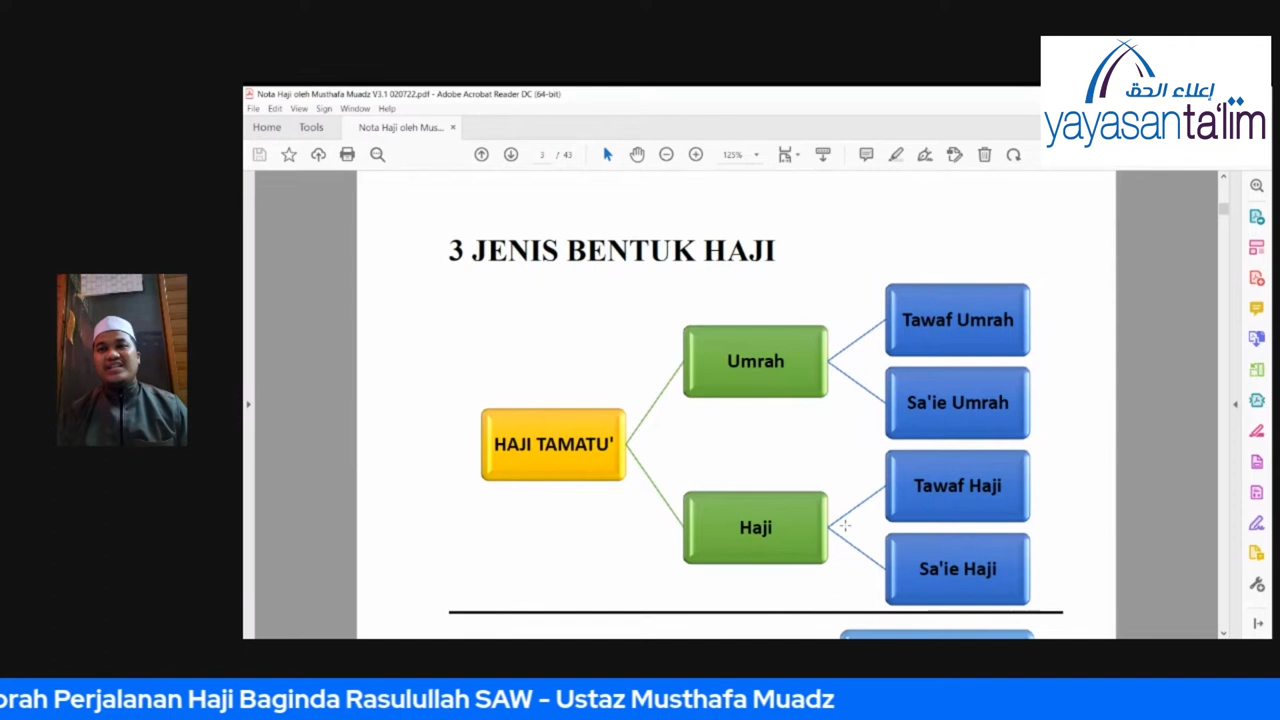 إعلاء الحق
yayasanta'lim
Nota Haji oleh Musthafa Muadz V3.1 020722.pdf - Adobe Acrobat Reader DC (64-bit)
File Edit View Sign Window Help
Home Tools Nota Haji oleh Mus... ×
3 / 43 125%
3 JENIS BENTUK HAJI
Tawaf Umrah
Umrah
Sa'ie Umrah
HAJI TAMATU'
Tawaf Haji
Haji
Sa'ie Haji
orah Perjalanan Haji Baginda Rasulullah SAW - Ustaz Musthafa Muadz